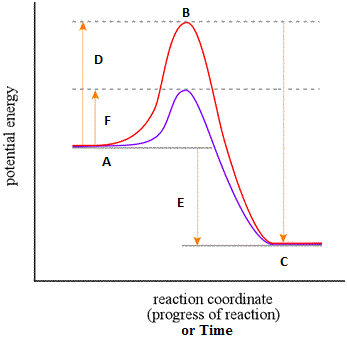 B
D
F
A
E
C
potential energy
reaction coordinate
(progress of reaction)
or Time